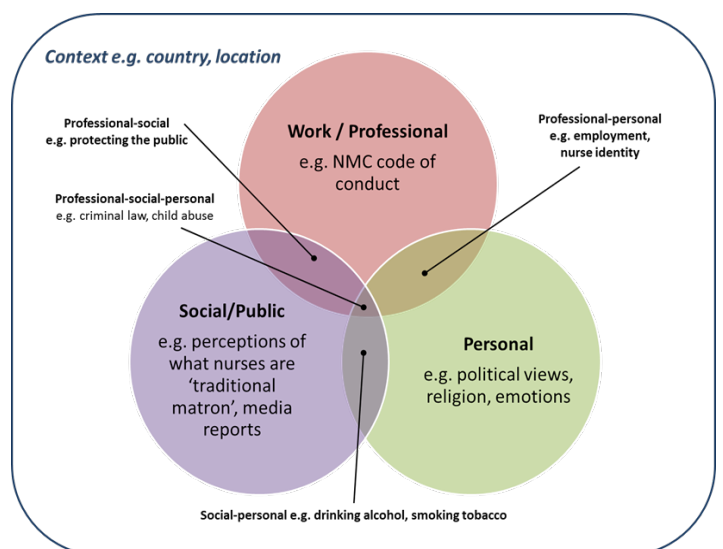 Context e.g. country, location
Professional-social
e.g. protecting the public
Professional-personal
e.g. employment,
nurse identity
Work / Professional
e.g. NMC code of
conduct
Professional-social-personal
e.g. criminal law, child abuse
Social/Public
e.g. perceptions of
what nurses are
‘traditional
matron’, media
reports
Personal
e.g. political views,
religion, emotions
Social-personal e.g. drinking alcohol, smoking tobacco